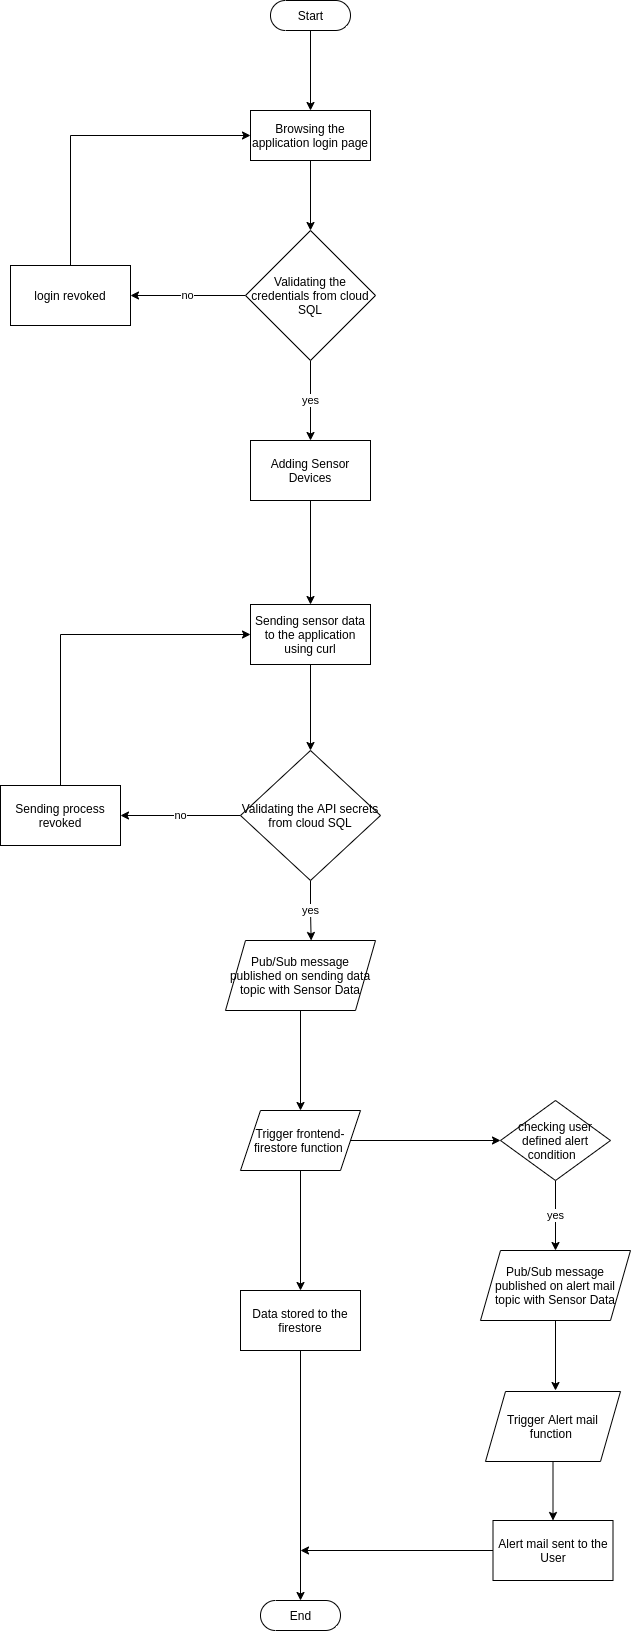 Start
Browsing the
application login page
Validating the
credentials from cloud
SQL
no
login revoked
yes
Adding Sensor
Devices
Sending sensor data
to the application
using curl
Validating the API secrets
from cloud SQL
no
Sending process
revoked
yes
Pub/Sub message
published on sending data
topic with Sensor Data
Trigger frontend-
firestore function
checking user
defined alert
condition
yes
Pub/Sub message
published on alert mail
topic with Sensor Data
Data stored to the
firestore
Trigger Alert mail
function
Alert mail sent to the
User
End